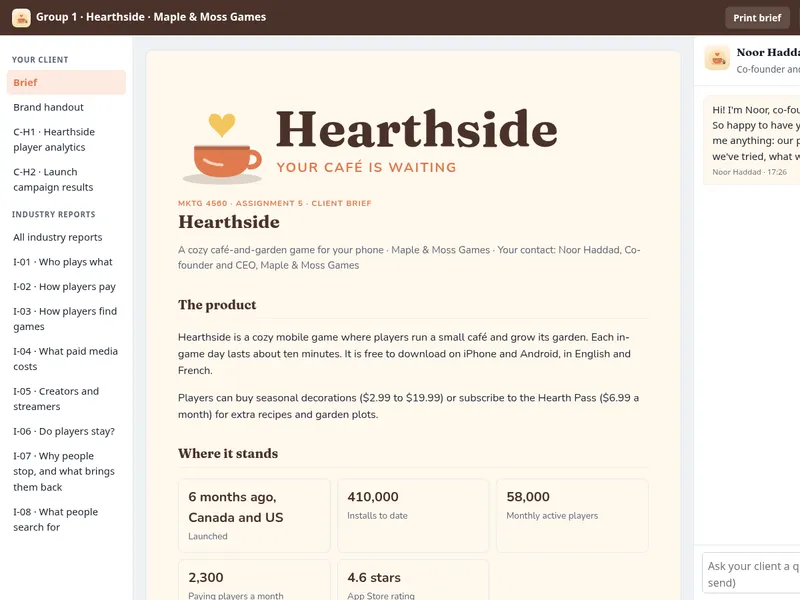 Group 1 · Hearthside · Maple & Moss Games
Print brief
YOUR CLIENT
Brief
Brand handout
C-H1 · Hearthside
player analytics
C-H2 · Launch
campaign results
INDUSTRY REPORTS
All industry reports
I-01 · Who plays what
I-02 · How players pay
I-03 · How players find
games
I-04 · What paid media
costs
I-05 · Creators and
streamers
I-06 · Do players stay?
I-07 · Why people
stop, and what brings
them back
I-08 · What people
search for
Hearthside
YOUR CAFÉ IS WAITING
MKTG 4560 · ASSIGNMENT 5 · CLIENT BRIEF
Hearthside
A cozy café-and-garden game for your phone · Maple & Moss Games · Your contact: Noor Haddad, Co-
founder and CEO, Maple & Moss Games
The product
Hearthside is a cozy mobile game where players run a small café and grow its garden. Each in-
game day lasts about ten minutes. It is free to download on iPhone and Android, in English and
French.
Players can buy seasonal decorations ($2.99 to $19.99) or subscribe to the Hearth Pass ($6.99 a
month) for extra recipes and garden plots.
Where it stands
6 months ago,
Canada and US
Launched
410,000
Installs to date
58,000
Monthly active players
2,300
Paying players a month
4.6 stars
App Store rating
Noor Hadda
Co-founder and
Hi! I'm Noor, co-fou
So happy to have y
me anything: our p
we've tried, what w
Noor Haddad · 17:26
Ask your client a q
send)